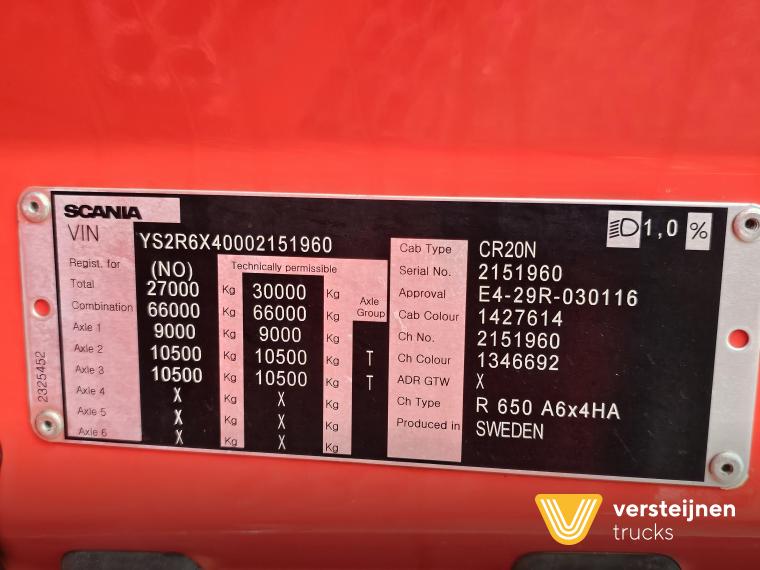 SCANIA
VIN YS2R6X40002151960
1,0 %
Regist. for (NO) Technically permissible
Total 27000 Kg 30000 Kg Axle Group
Combination 66000 Kg 66000 Kg
Axle 1 9000 Kg 9000 Kg
Axle 2 10500 Kg 10500 Kg T
Axle 3 10500 Kg 10500 Kg T
Axle 4 X Kg X Kg
Axle 5 X Kg X Kg
Axle 6 X Kg X Kg
Cab Type CR20N
Serial No. 2151960
Approval E4-29R-030116
Cab Colour 1427614
Ch No. 2151960
Ch Colour 1346692
ADR GTW X
Ch Type R 650 A6x4HA
Produced in SWEDEN
2325452
versteijnen
trucks